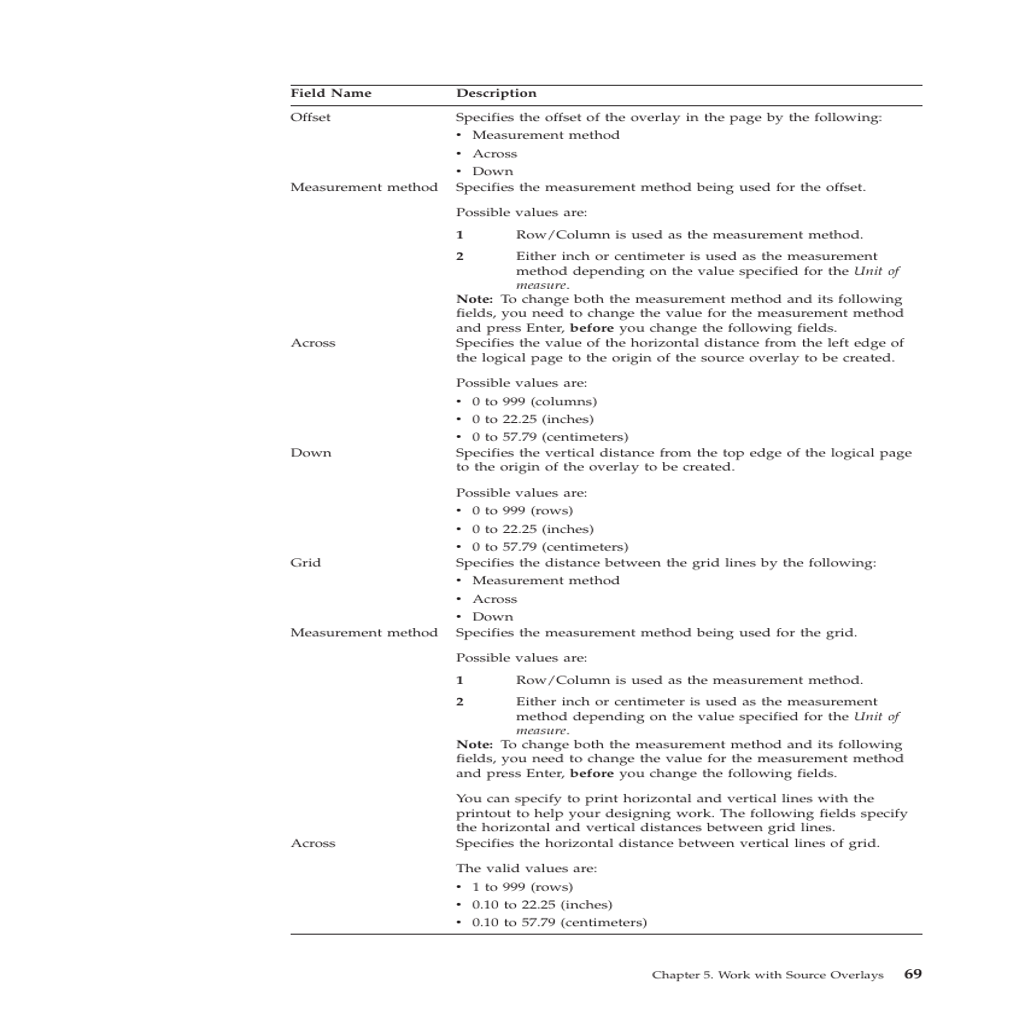 Field Name Description
Offset Specifies the offset of the overlay in the page by the following:
• Measurement method
• Across
• Down
Measurement method Specifies the measurement method being used for the offset.
Possible values are:
1 Row/Column is used as the measurement method.
2 Either inch or centimeter is used as the measurement
method depending on the value specified for the Unit of
measure.
Note: To change both the measurement method and its following
fields, you need to change the value for the measurement method
and press Enter, before you change the following fields.
Across Specifies the value of the horizontal distance from the left edge of
the logical page to the origin of the source overlay to be created.
Possible values are:
• 0 to 999 (columns)
• 0 to 22.25 (inches)
• 0 to 57.79 (centimeters)
Down Specifies the vertical distance from the top edge of the logical page
to the origin of the overlay to be created.
Possible values are:
• 0 to 999 (rows)
• 0 to 22.25 (inches)
• 0 to 57.79 (centimeters)
Grid Specifies the distance between the grid lines by the following:
• Measurement method
• Across
• Down
Measurement method Specifies the measurement method being used for the grid.
Possible values are:
1 Row/Column is used as the measurement method.
2 Either inch or centimeter is used as the measurement
method depending on the value specified for the Unit of
measure.
Note: To change both the measurement method and its following
fields, you need to change the value for the measurement method
and press Enter, before you change the following fields.
You can specify to print horizontal and vertical lines with the
printout to help your designing work. The following fields specify
the horizontal and vertical distances between grid lines.
Across Specifies the horizontal distance between vertical lines of grid.
The valid values are:
• 1 to 999 (rows)
• 0.10 to 22.25 (inches)
• 0.10 to 57.79 (centimeters)
Chapter 5. Work with Source Overlays 69